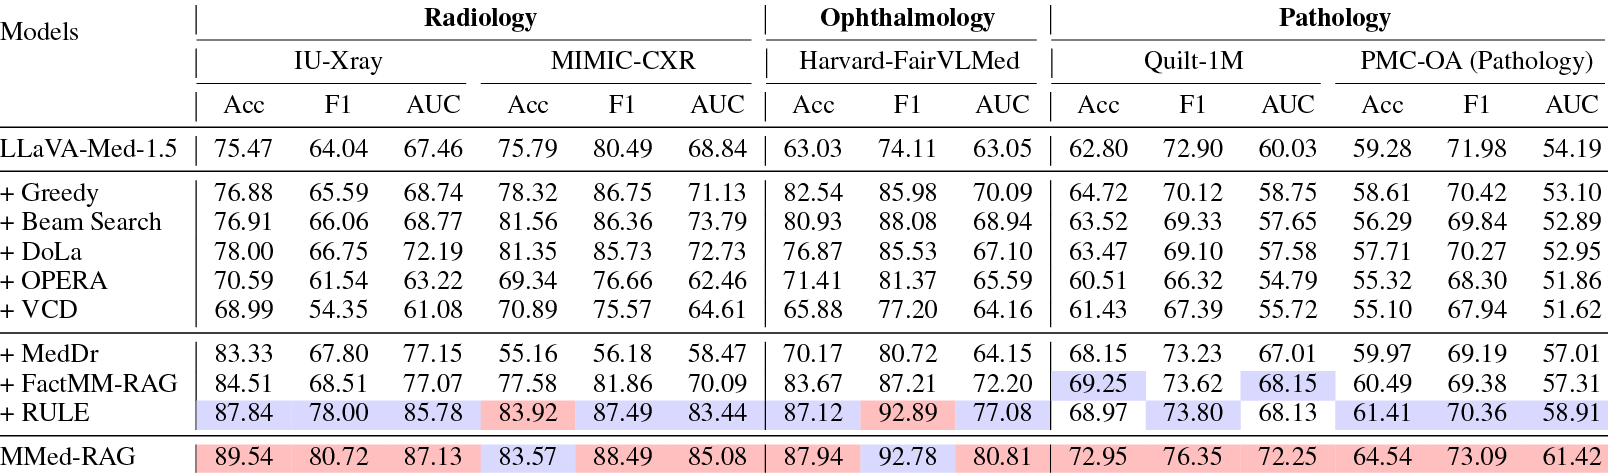 Models Radiology Ophthalmology Pathology
IU-Xray MIMIC-CXR Harvard-FairVLMed Quilt-1M PMC-OA (Pathology)
Acc F1 AUC Acc F1 AUC Acc F1 AUC Acc F1 AUC Acc F1 AUC
LLaVA-Med-1.5 75.47 64.04 67.46 75.79 80.49 68.84 63.03 74.11 63.05 62.80 72.90 60.03 59.28 71.98 54.19
+ Greedy 76.88 65.59 68.74 78.32 86.75 71.13 82.54 85.98 70.09 64.72 70.12 58.75 58.61 70.42 53.10
+ Beam Search 76.91 66.06 68.77 81.56 86.36 73.79 80.93 88.08 68.94 63.52 69.33 57.65 56.29 69.84 52.89
+ DoLa 78.00 66.75 72.19 81.35 85.73 72.73 76.87 85.53 67.10 63.47 69.10 57.58 57.71 70.27 52.95
+ OPERA 70.59 61.54 63.22 69.34 76.66 62.46 71.41 81.37 65.59 60.51 66.32 54.79 55.32 68.30 51.86
+ VCD 68.99 54.35 61.08 70.89 75.57 64.61 65.88 77.20 64.16 61.43 67.39 55.72 55.10 67.94 51.62
+ MedDr 83.33 67.80 77.15 55.16 56.18 58.47 70.17 80.72 64.15 68.15 73.23 67.01 59.97 69.19 57.01
+ FactMM-RAG 84.51 68.51 77.07 77.58 81.86 70.09 83.67 87.21 72.20 69.25 73.62 68.15 60.49 69.38 57.31
+ RULE 87.84 78.00 85.78 83.92 87.49 83.44 87.12 92.89 77.08 68.97 73.80 68.13 61.41 70.36 58.91
MMed-RAG 89.54 80.72 87.13 83.57 88.49 85.08 87.94 92.78 80.81 72.95 76.35 72.25 64.54 73.09 61.42